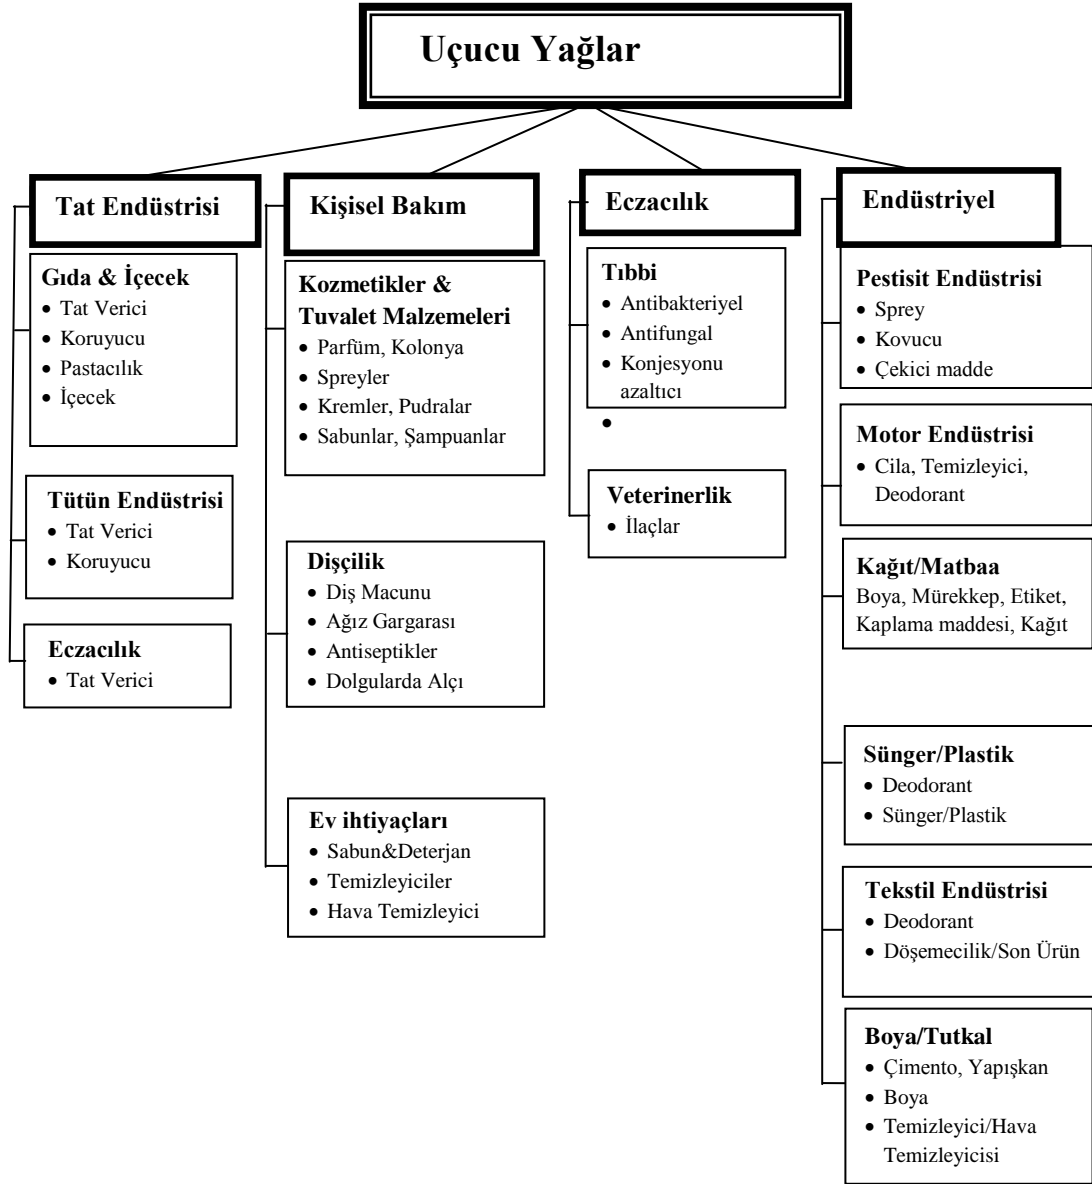 Uçucu Yağlar
Tat Endüstrisi
Gıda & İçecek
• Tat Verici
• Koruyucu
• Pastacılık
• İçecek
Tütün Endüstrisi
• Tat Verici
• Koruyucu
Eczacılık
• Tat Verici
Kişisel Bakım
Kozmetikler &
Tuvalet Malzemeleri
• Parfüm, Kolonya
• Spreyler
• Kremler, Pudralar
• Sabunlar, Şampuanlar
Dişçilik
• Diş Macunu
• Ağız Gargarası
• Antiseptikler
• Dolgularda Alçı
Ev ihtiyaçları
• Sabun&Deterjan
• Temizleyiciler
• Hava Temizleyici
Eczacılık
Tıbbi
• Antibakteriyel
• Antifungal
• Konjesyonu
azaltıcı
•
Veterinerlik
• İlaçlar
Endüstriyel
Pestisit Endüstrisi
• Sprey
• Kovucu
• Çekici madde
Motor Endüstrisi
• Cila, Temizleyici,
Deodorant
Kağıt/Matbaa
Boya, Mürekkep, Etiket,
Kaplama maddesi, Kağıt
Sünger/Plastik
• Deodorant
• Sünger/Plastik
Tekstil Endüstrisi
• Deodorant
• Döşemecilik/Son Ürün
Boya/Tutkal
• Çimento, Yapışkan
• Boya
• Temizleyici/Hava
Temizleyicisi